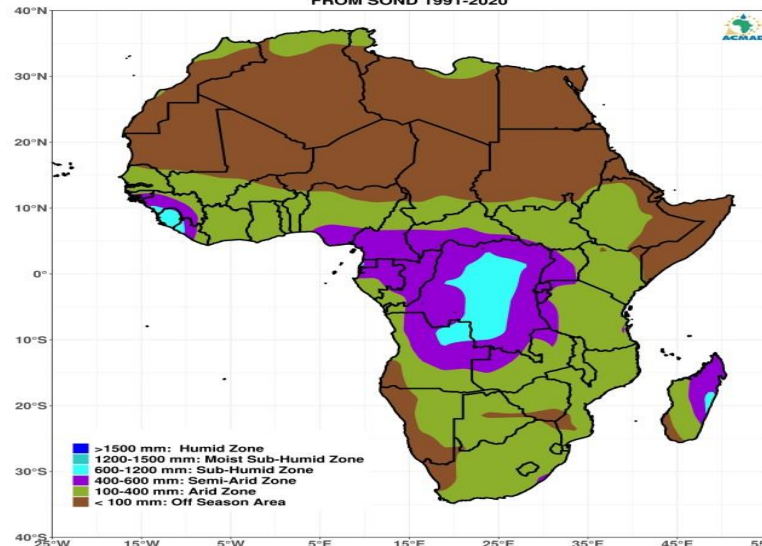 FROM SOND 1991-2020
ACMAD
40°N
30°N
20°N
10°N
0°
10°S
20°S
30°S
40°S
>1500 mm: Humid Zone
1200-1500 mm: Moist Sub-Humid Zone
600-1200 mm: Sub-Humid Zone
400-600 mm: Semi-Arid Zone
100-400 mm: Arid Zone
< 100 mm: Off Season Area
25°W 15°W 5°W 5°E 15°E 25°E 35°E 45°E